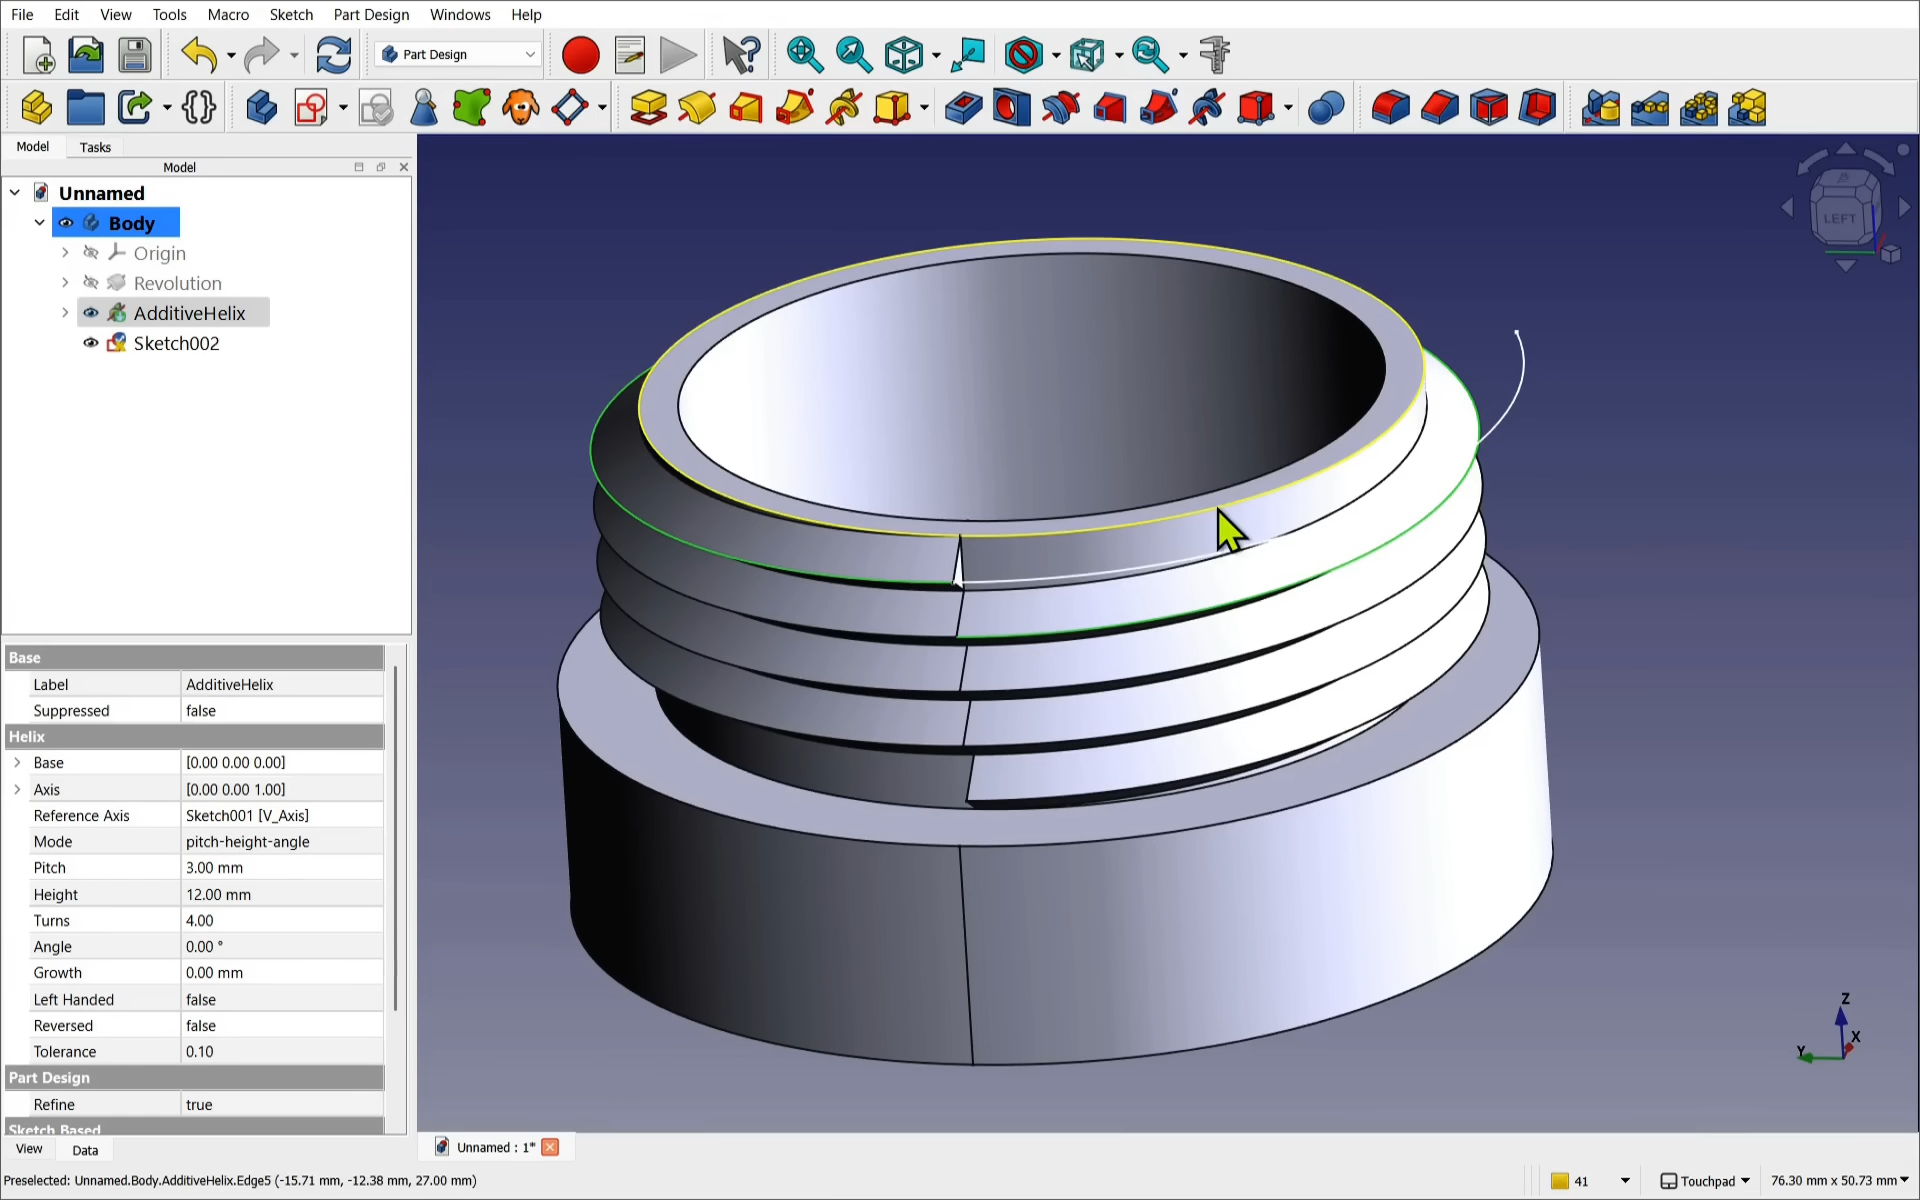 File Edit View Tools Macro Sketch Part Design Windows Help
Part Design
Model Tasks
Model
Unnamed
Body
Origin
Revolution
AdditiveHelix
Sketch002
Base
Label AdditiveHelix
Suppressed false
Helix
Base [0.00 0.00 0.00]
Axis [0.00 0.00 1.00]
Reference Axis Sketch001 [V_Axis]
Mode pitch-height-angle
Pitch 3.00 mm
Height 12.00 mm
Turns 4.00
Angle 0.00 °
Growth 0.00 mm
Left Handed false
Reversed false
Tolerance 0.10
Part Design
Refine true
Sketch Based
View Data
LEFT
Z
X
Y
Unnamed : 1*
Preselected: Unnamed.Body.AdditiveHelix.Edge5 (-15.71 mm, -12.38 mm, 27.00 mm)
41 Touchpad 76.30 mm x 50.73 mm